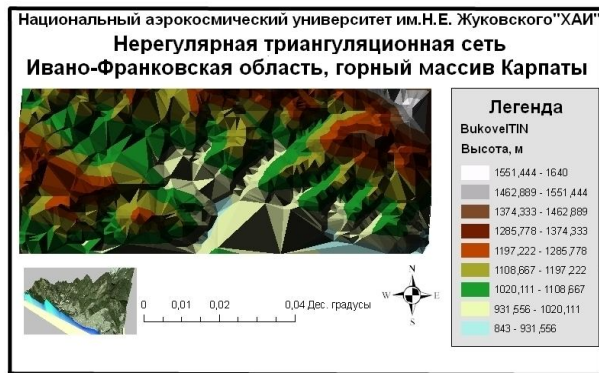 Национальный аэрокосмический университет им.Н.Е. Жуковского"ХАИ"
Нерегулярная триангуляционная сеть
Ивано-Франковская область, горный массив Карпаты
Легенда
BukovelTIN
Высота, м
1551,444 - 1640
1462,889 - 1551,444
1374,333 - 1462,889
1285,778 - 1374,333
1197,222 - 1285,778
1108,667 - 1197,222
1020,111 - 1108,667
931,556 - 1020,111
843 - 931,556
0 0,01 0,02 0,04 Дес. градусы
N
W E
S